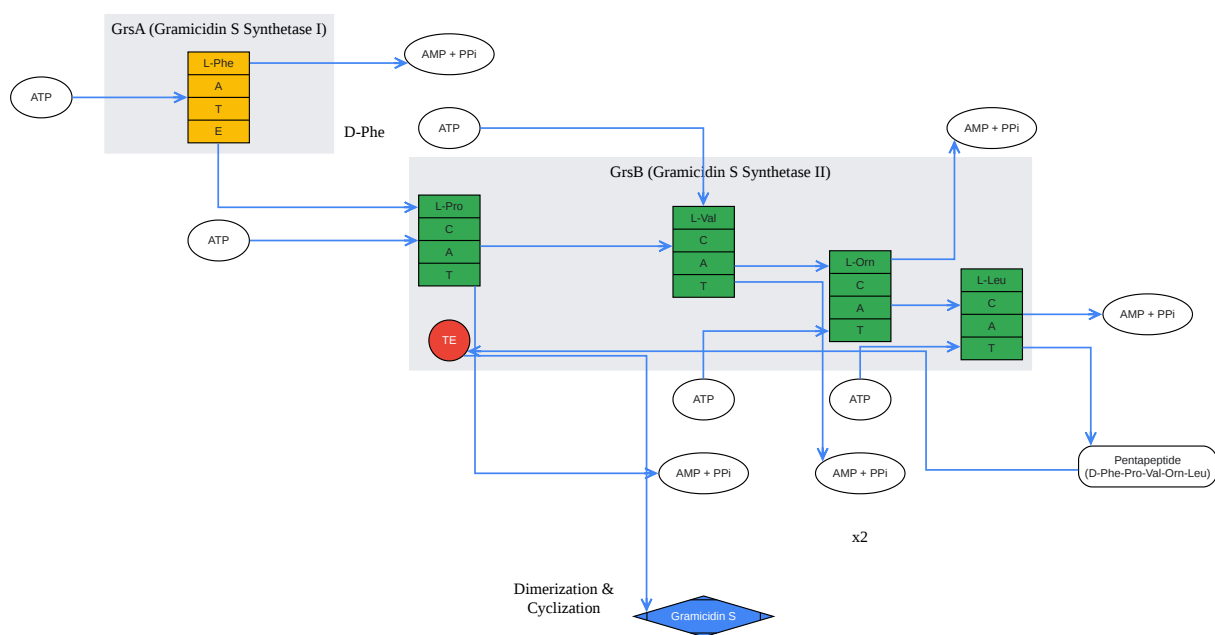 GrsA (Gramicidin S Synthetase I)
L-Phe
A
T
E
ATP
AMP + PPi
D-Phe
ATP
AMP + PPi
GrsB (Gramicidin S Synthetase II)
L-Pro
C
A
T
ATP
L-Val
C
A
T
L-Orn
C
A
T
L-Leu
C
A
T
AMP + PPi
TE
ATP
ATP
AMP + PPi
AMP + PPi
Pentapeptide
(D-Phe-Pro-Val-Orn-Leu)
x2
Dimerization &
Cyclization
Gramicidin S